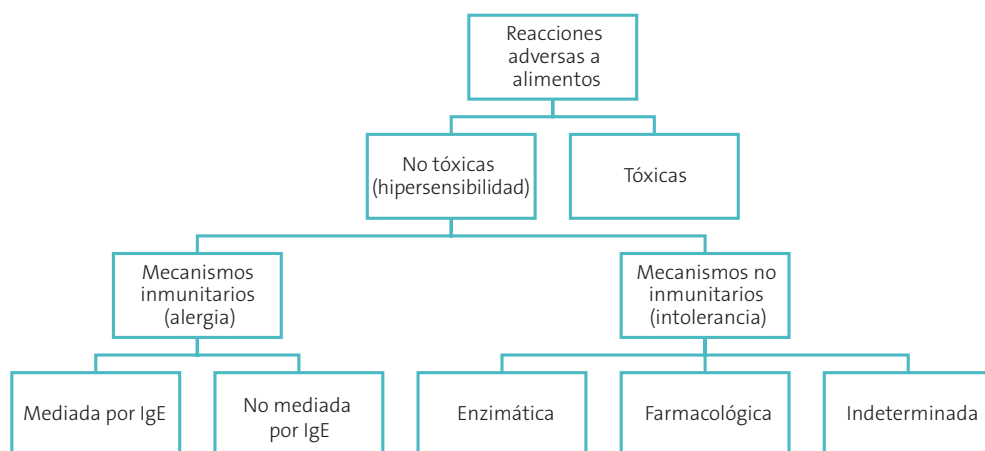 Reacciones
adversas a
alimentos
No tóxicas
(hipersensibilidad)
Tóxicas
Mecanismos
inmunitarios
(alergia)
Mecanismos no
inmunitarios
(intolerancia)
Mediada por IgE
No mediada
por IgE
Enzimática
Farmacológica
Indeterminada